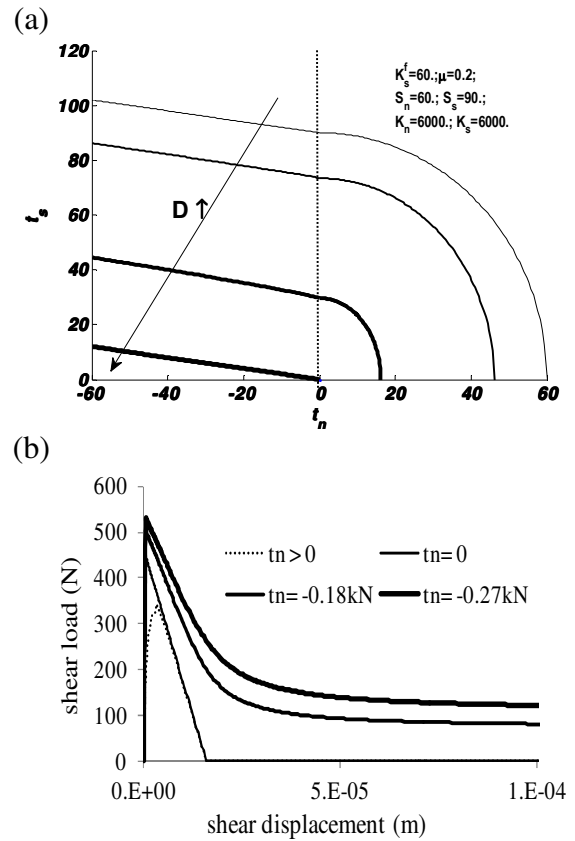 (a)
120
100
80
60
40
20
0
t_s
K_s^f=60.;μ=0.2;
S_n=60.; S_s=90.;
K_n=6000.; K_s=6000.
D ↑
-60 -40 -20 0 20 40 60
t_n
(b)
600
500
400
300
200
100
0
shear load (N)
tn>0 tn=0
tn=-0.18kN tn=-0.27kN
0.E+00 5.E-05 1.E-04
shear displacement (m)